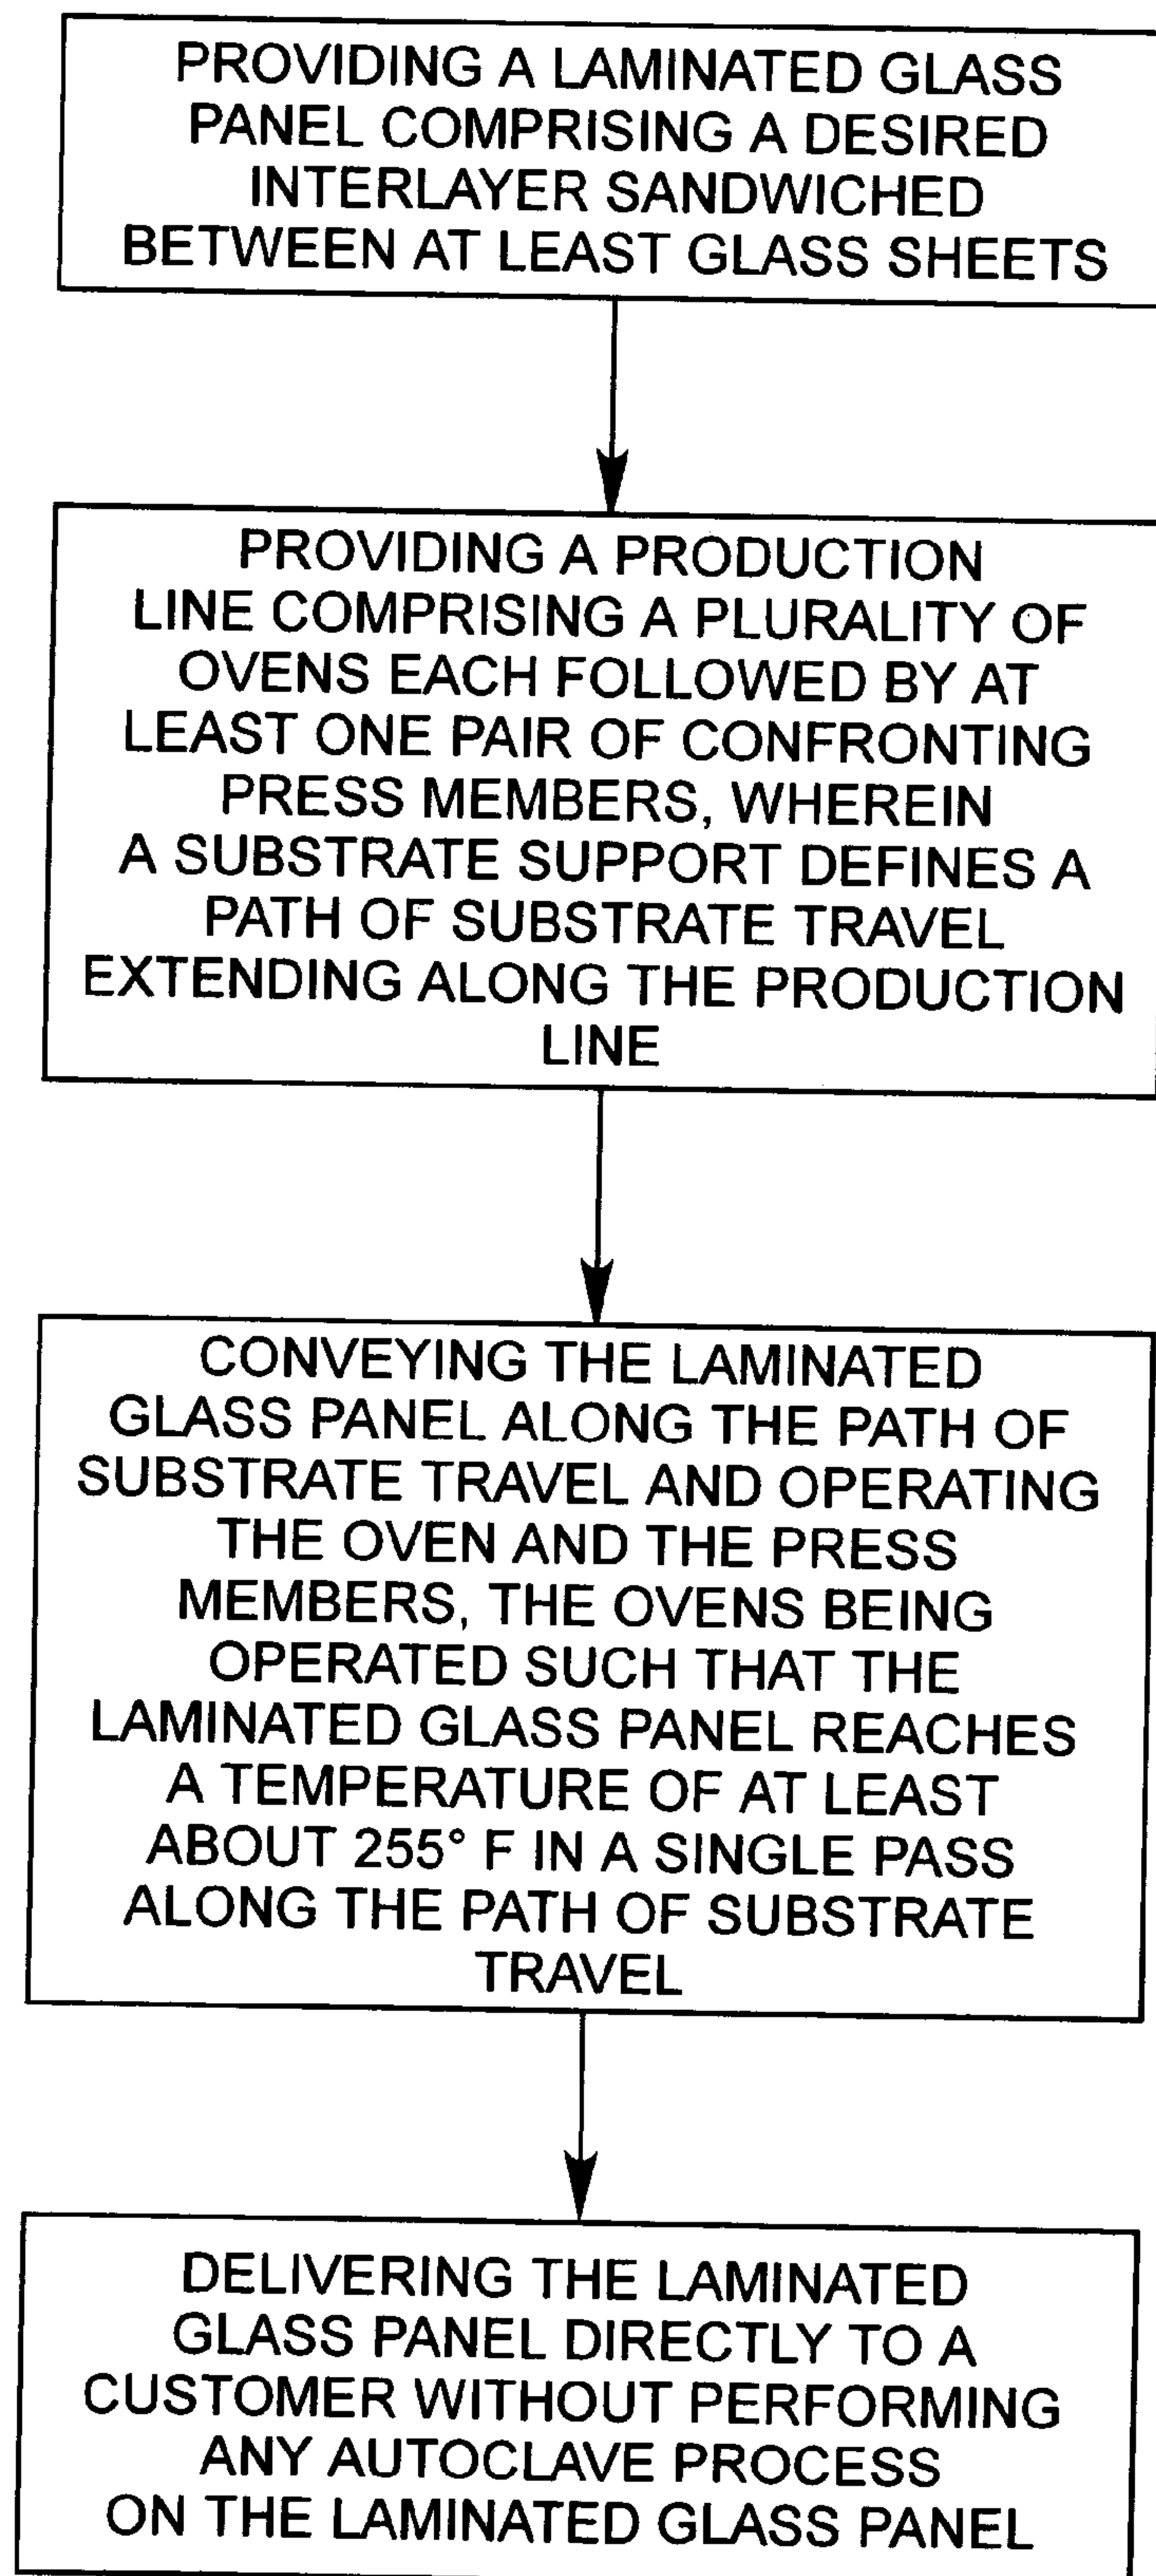 PROVIDING A LAMINATED GLASS
PANEL COMPRISING A DESIRED
INTERLAYER SANDWICHED
BETWEEN AT LEAST GLASS SHEETS
PROVIDING A PRODUCTION
LINE COMPRISING A PLURALITY OF
OVENS EACH FOLLOWED BY AT
LEAST ONE PAIR OF CONFRONTING
PRESS MEMBERS, WHEREIN
A SUBSTRATE SUPPORT DEFINES A
PATH OF SUBSTRATE TRAVEL
EXTENDING ALONG THE PRODUCTION
LINE
CONVEYING THE LAMINATED
GLASS PANEL ALONG THE PATH OF
SUBSTRATE TRAVEL AND OPERATING
THE OVEN AND THE PRESS
MEMBERS, THE OVENS BEING
OPERATED SUCH THAT THE
LAMINATED GLASS PANEL REACHES
A TEMPERATURE OF AT LEAST
ABOUT 255° F IN A SINGLE PASS
ALONG THE PATH OF SUBSTRATE
TRAVEL
DELIVERING THE LAMINATED
GLASS PANEL DIRECTLY TO A
CUSTOMER WITHOUT PERFORMING
ANY AUTOCLAVE PROCESS
ON THE LAMINATED GLASS PANEL